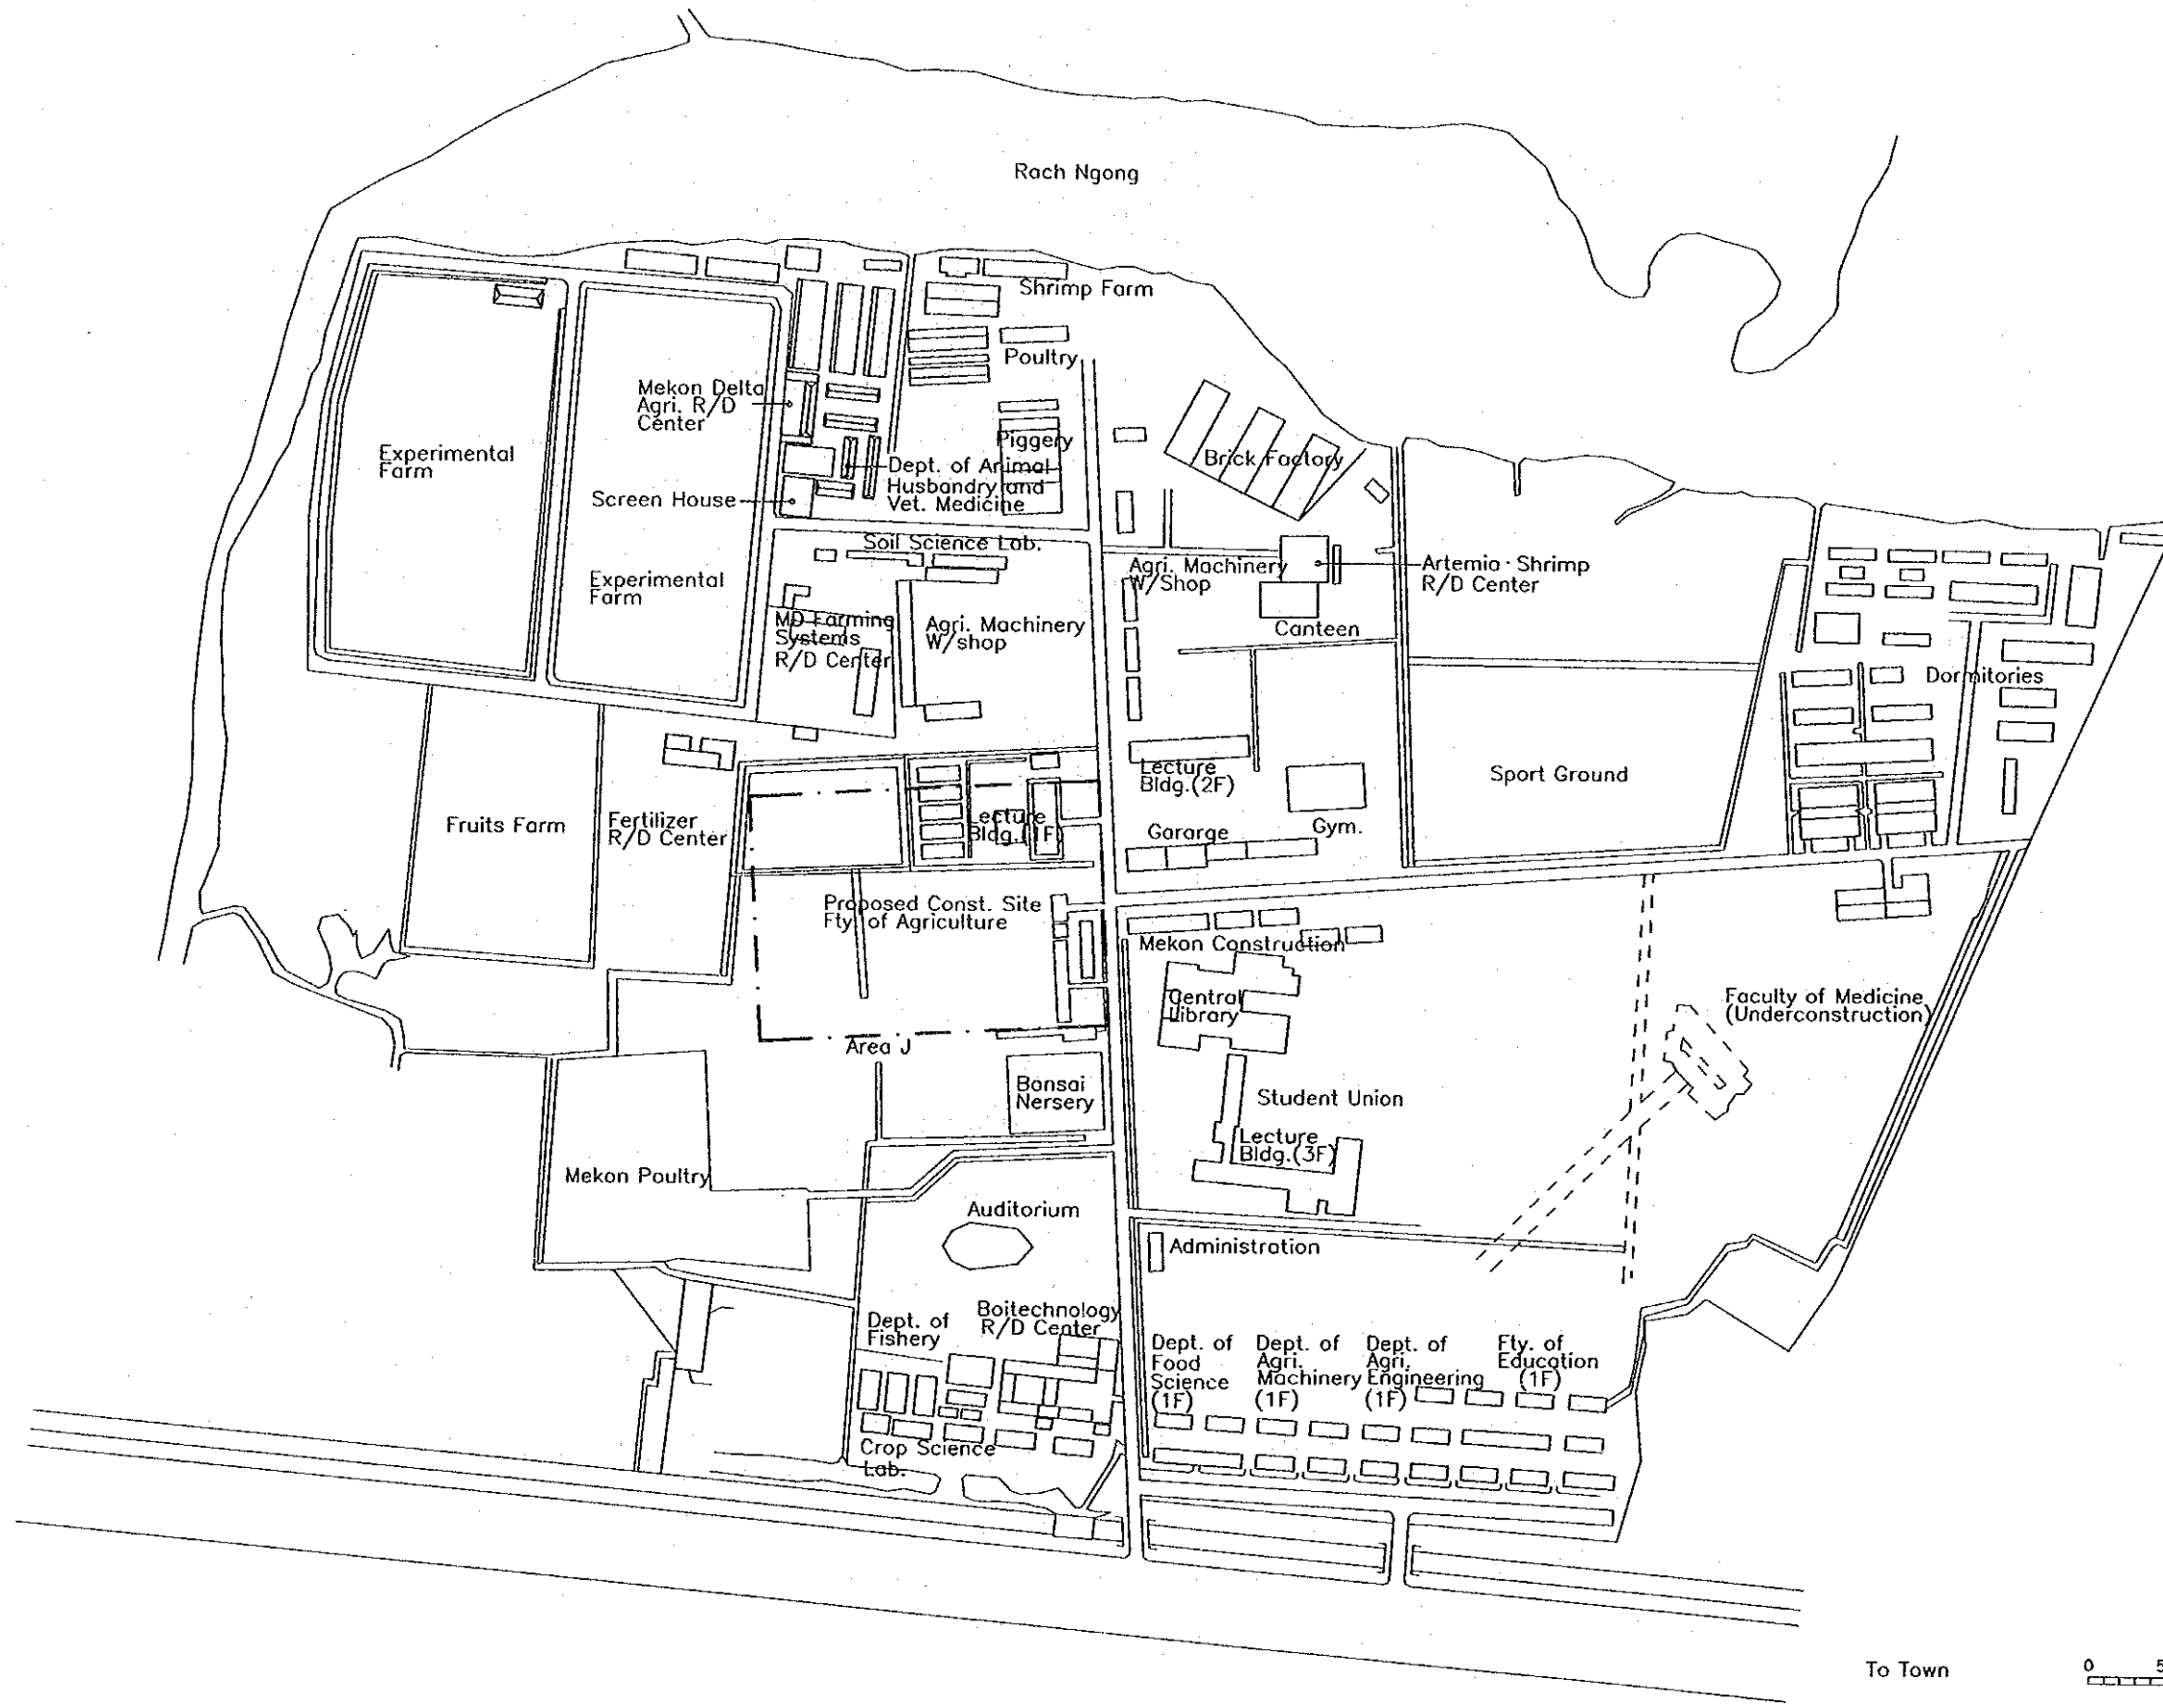 Rach Ngong
Shrimp Farm
Poultry
Mekon Delta
Agri. R/D
Center
Piggery
Brick Factory
Experimental
Farm
Dept. of Animal
Husbandry and
Vet. Medicine
Screen House
Soil Science Lab.
Agri. Machinery
W/Shop
Artemia·Shrimp
R/D Center
Experimental
Farm
MD Farming
Systems
R/D Center
Agri. Machinery
W/shop
Canteen
Dormitories
Lecture
Bldg.(2F)
Sport Ground
Fruits Farm
Fertilizer
R/D Center
Lecture
Bldg.(1F)
Gararge
Gym.
Proposed Const. Site
Fty. of Agriculture
Mekon Construction
Central
Library
Faculty of Medicine
(Underconstruction)
Area J
Bonsai
Nersery
Student Union
Lecture
Bldg.(3F)
Mekon Poultry
Auditorium
Administration
Dept. of
Fishery
Boitechnology
R/D Center
Dept. of
Food
Science
(1F)
Dept. of
Agri.
Machinery
(1F)
Dept. of
Agri.
Engineering
(1F)
Fty. of
Education
(1F)
Crop Science
Lab.
To Town
0 5